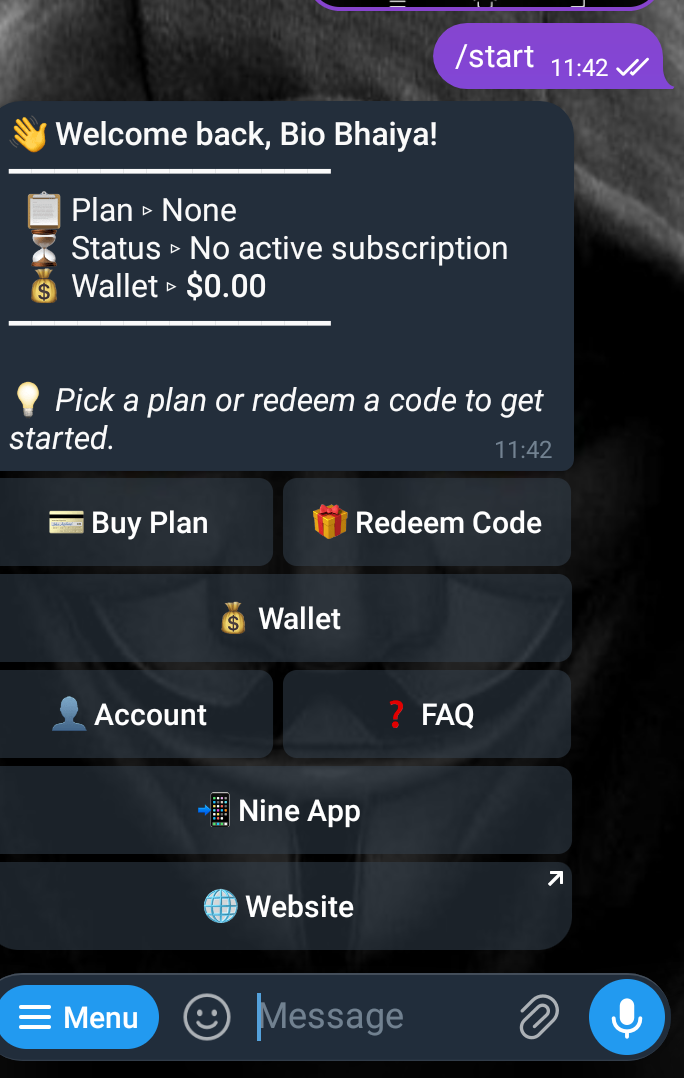 /start 11:42
👋 Welcome back, Bio Bhaiya!
📋 Plan ▹ None
⏳ Status ▹ No active subscription
💰 Wallet ▹ $0.00
💡 Pick a plan or redeem a code to get
started.
11:42
💳 Buy Plan
🎁 Redeem Code
💰 Wallet
👤 Account
❓ FAQ
📲 Nine App
🌐 Website
Menu
Message